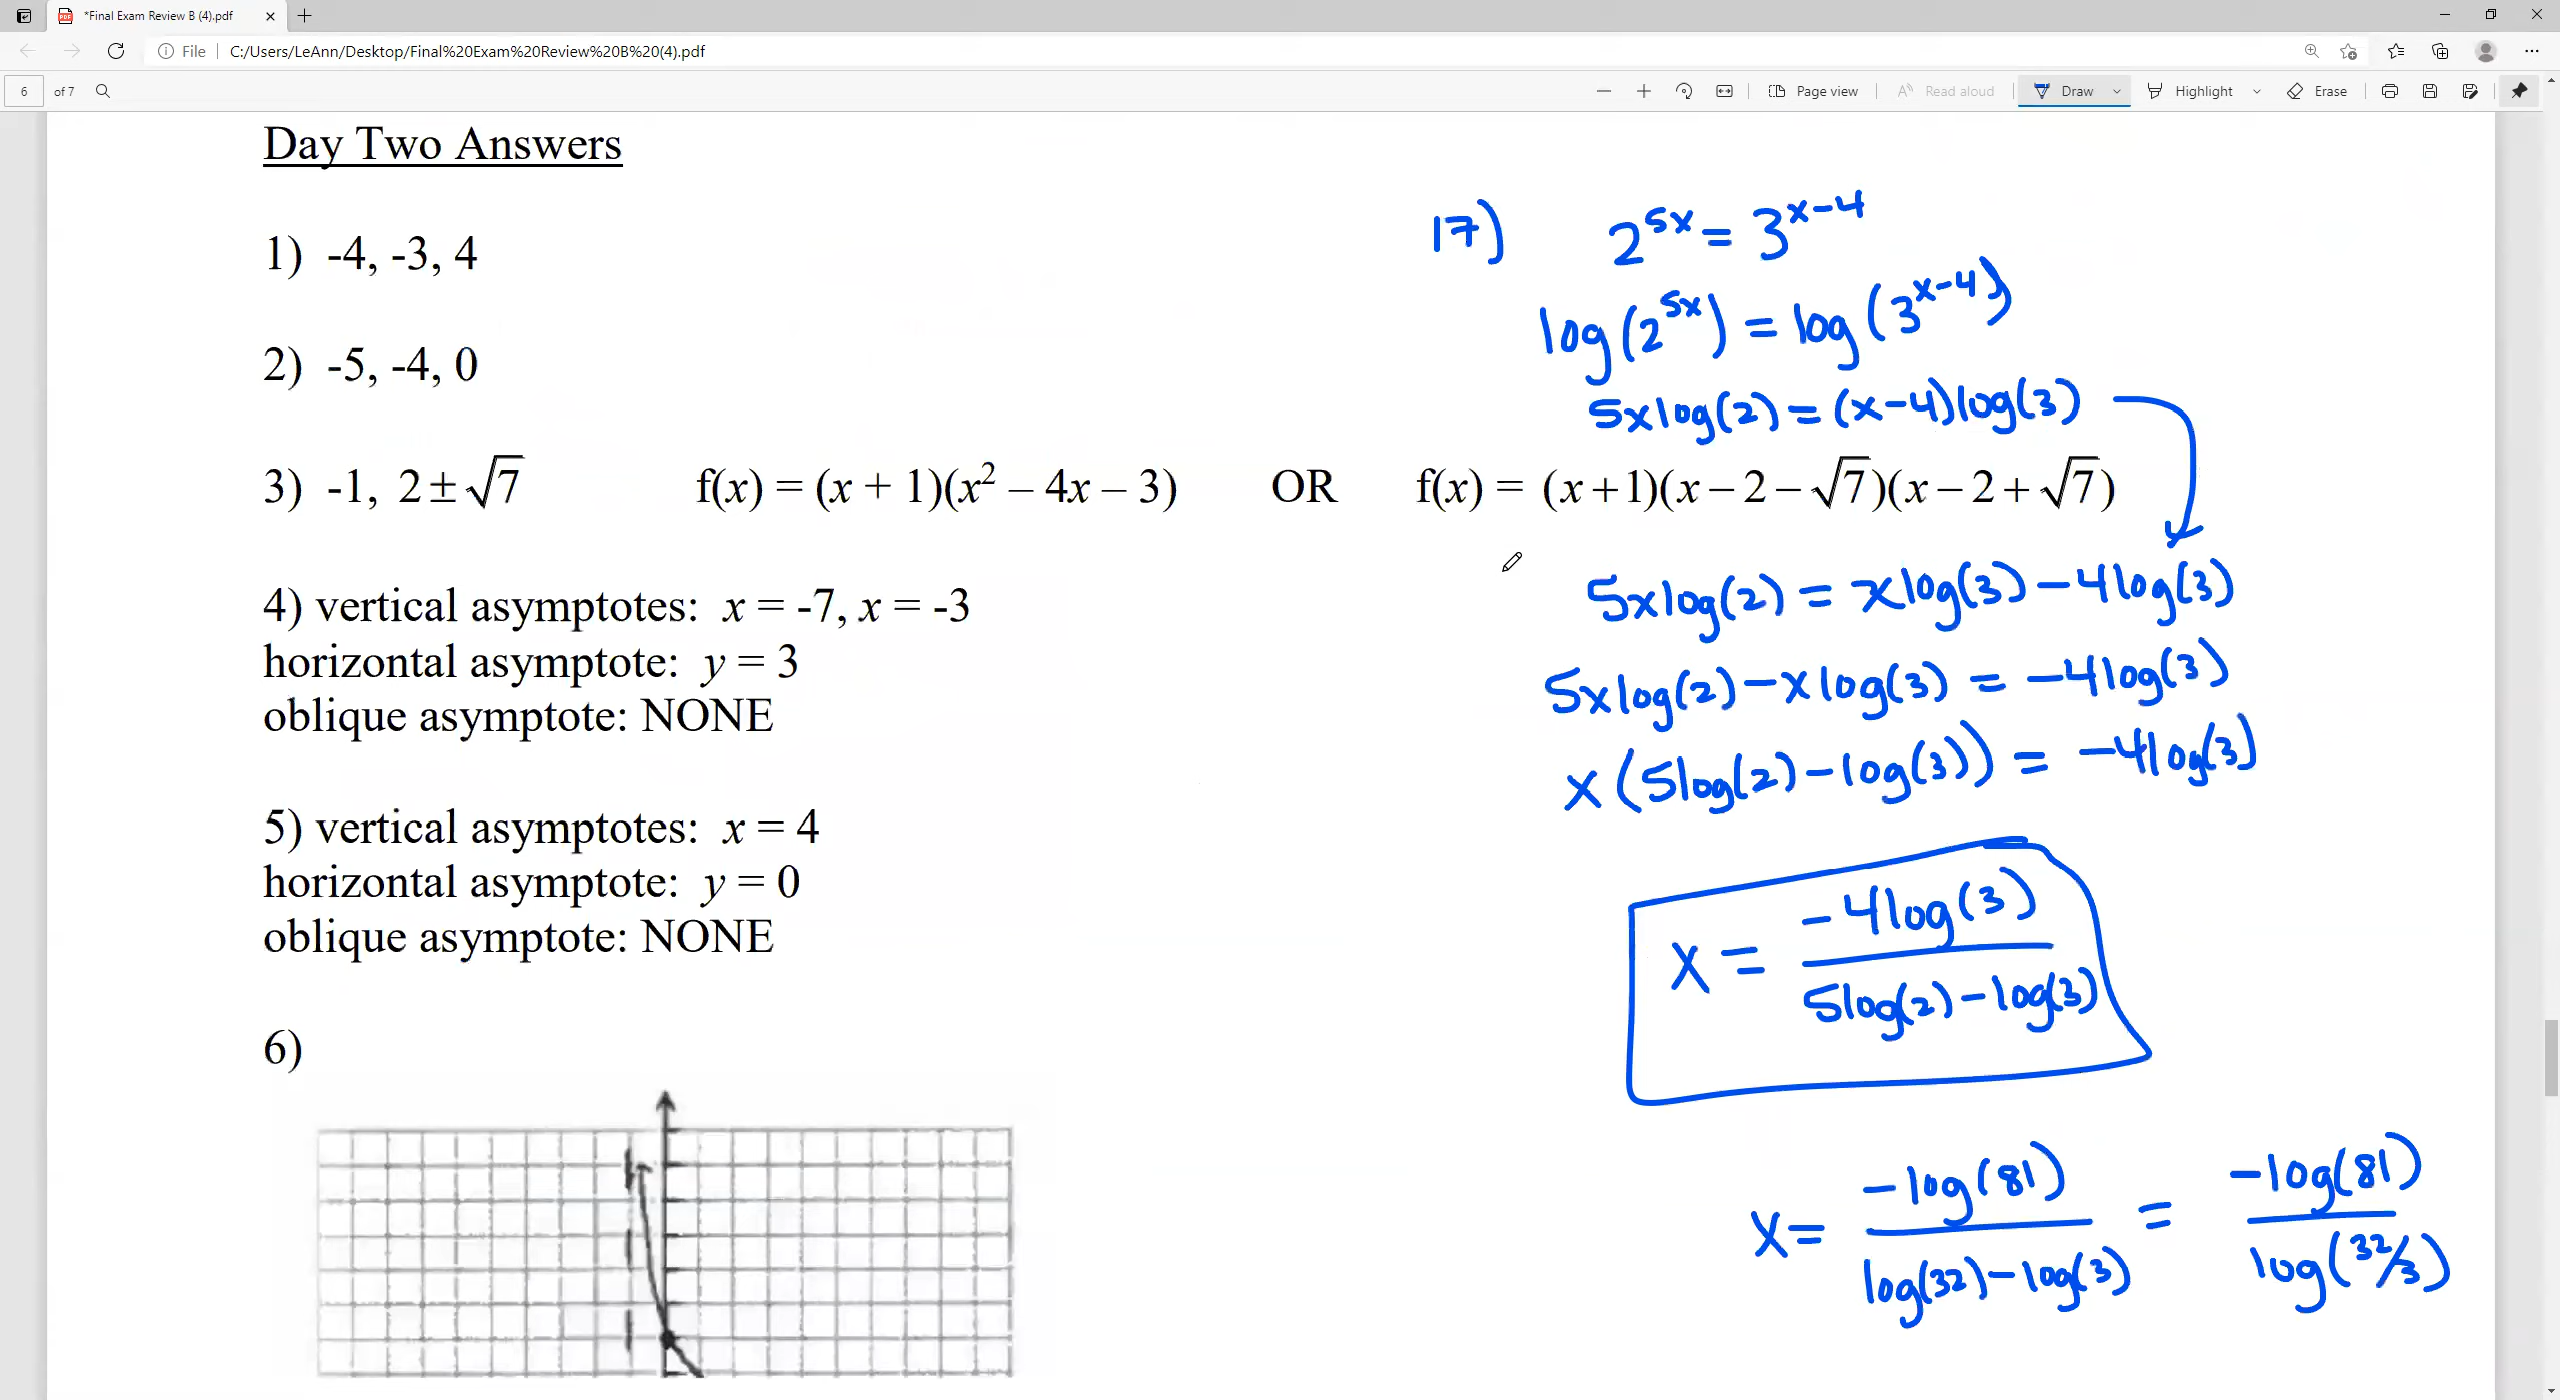 *Final Exam Review B (4).pdf
File C:/Users/LeAnn/Desktop/Final%20Exam%20Review%20B%20(4).pdf
6 of 7 Page view Read aloud Draw Highlight Erase
Day Two Answers
1) -4, -3, 4
2) -5, -4, 0
3) -1, 2 ± √7 f(x) = (x + 1)(x² – 4x – 3) OR f(x) = (x + 1)(x − 2 − √7)(x − 2 + √7)
4) vertical asymptotes: x = -7, x = -3
horizontal asymptote: y = 3
oblique asymptote: NONE
5) vertical asymptotes: x = 4
horizontal asymptote: y = 0
oblique asymptote: NONE
6)
17) 2^{5x} = 3^{x-4}
log(2^{5x}) = log(3^{x-4})
5xlog(2) = (x-4)log(3)
5xlog(2) = xlog(3) - 4log(3)
5xlog(2) - xlog(3) = -4log(3)
x(5log(2) - log(3)) = -4log(3)
x = -4log(3) / 5log(2) - log(3)
x = -log(81) / log(32) - log(3) = -log(81) / log(32/3)